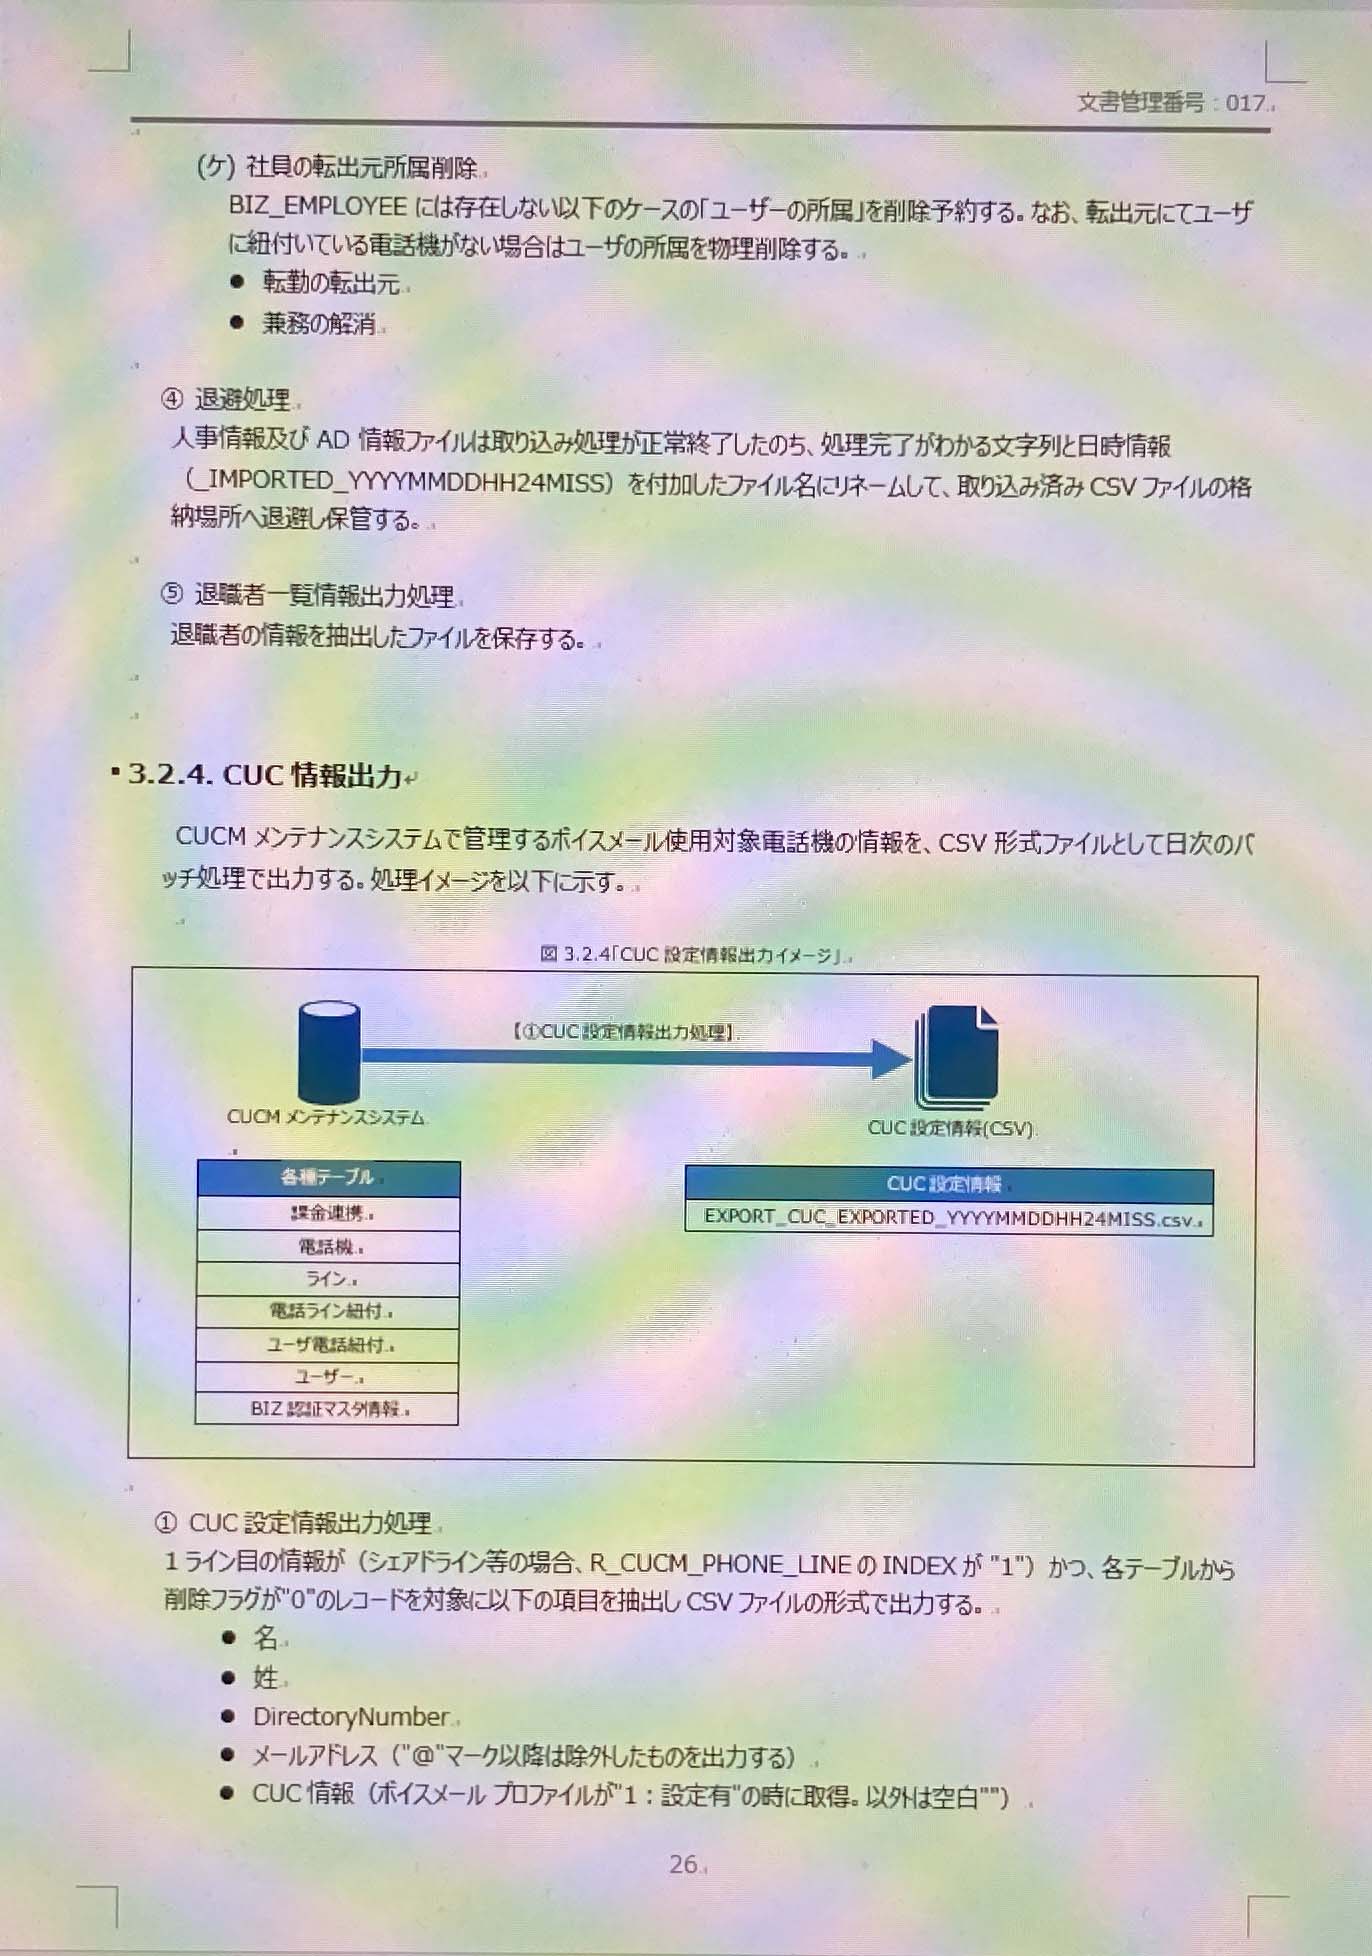 文書管理番号：017
(ケ) 社員の転出元所属削除
BIZ_EMPLOYEE には存在しない以下のケースの「ユーザーの所属」を削除予約する。なお、転出元にてユーザ
に紐付いている電話機がない場合はユーザの所属を物理削除する。
● 転勤の転出元
● 兼務の解消
④ 退避処理
人事情報及び AD 情報ファイルは取り込み処理が正常終了したのち、処理完了がわかる文字列と日時情報
（_IMPORTED_YYYYMMDDHH24MISS）を付加したファイル名にリネームして、取り込み済み CSV ファイルの格
納場所へ退避し保管する。
⑤ 退職者一覧情報出力処理
退職者の情報を抽出したファイルを保存する。
3.2.4. CUC 情報出力
CUCM メンテナンスシステムで管理するボイスメール使用対象電話機の情報を、CSV 形式ファイルとして日次のバ
ッチ処理で出力する。処理イメージを以下に示す。
図 3.2.4「CUC 設定情報出力イメージ」
【①CUC設定情報出力処理】
CUCM メンテナンスシステム
CUC 設定情報(CSV)
各種テーブル
課金連携
電話機
ライン
電話ライン紐付
ユーザ電話紐付
ユーザー
BIZ 認証マスタ情報
CUC 設定情報
EXPORT_CUC_EXPORTED_YYYYMMDDHH24MISS.csv
① CUC 設定情報出力処理
1 ライン目の情報が（シェアドライン等の場合、R_CUCM_PHONE_LINE の INDEX が "1"）かつ、各テーブルから
削除フラグが"0"のレコードを対象に以下の項目を抽出し CSV ファイルの形式で出力する。
● 名
● 姓
● DirectoryNumber
● メールアドレス（"@"マーク以降は除外したものを出力する）
● CUC 情報（ボイスメール プロファイルが"1：設定有"の時に取得。以外は空白""）
26